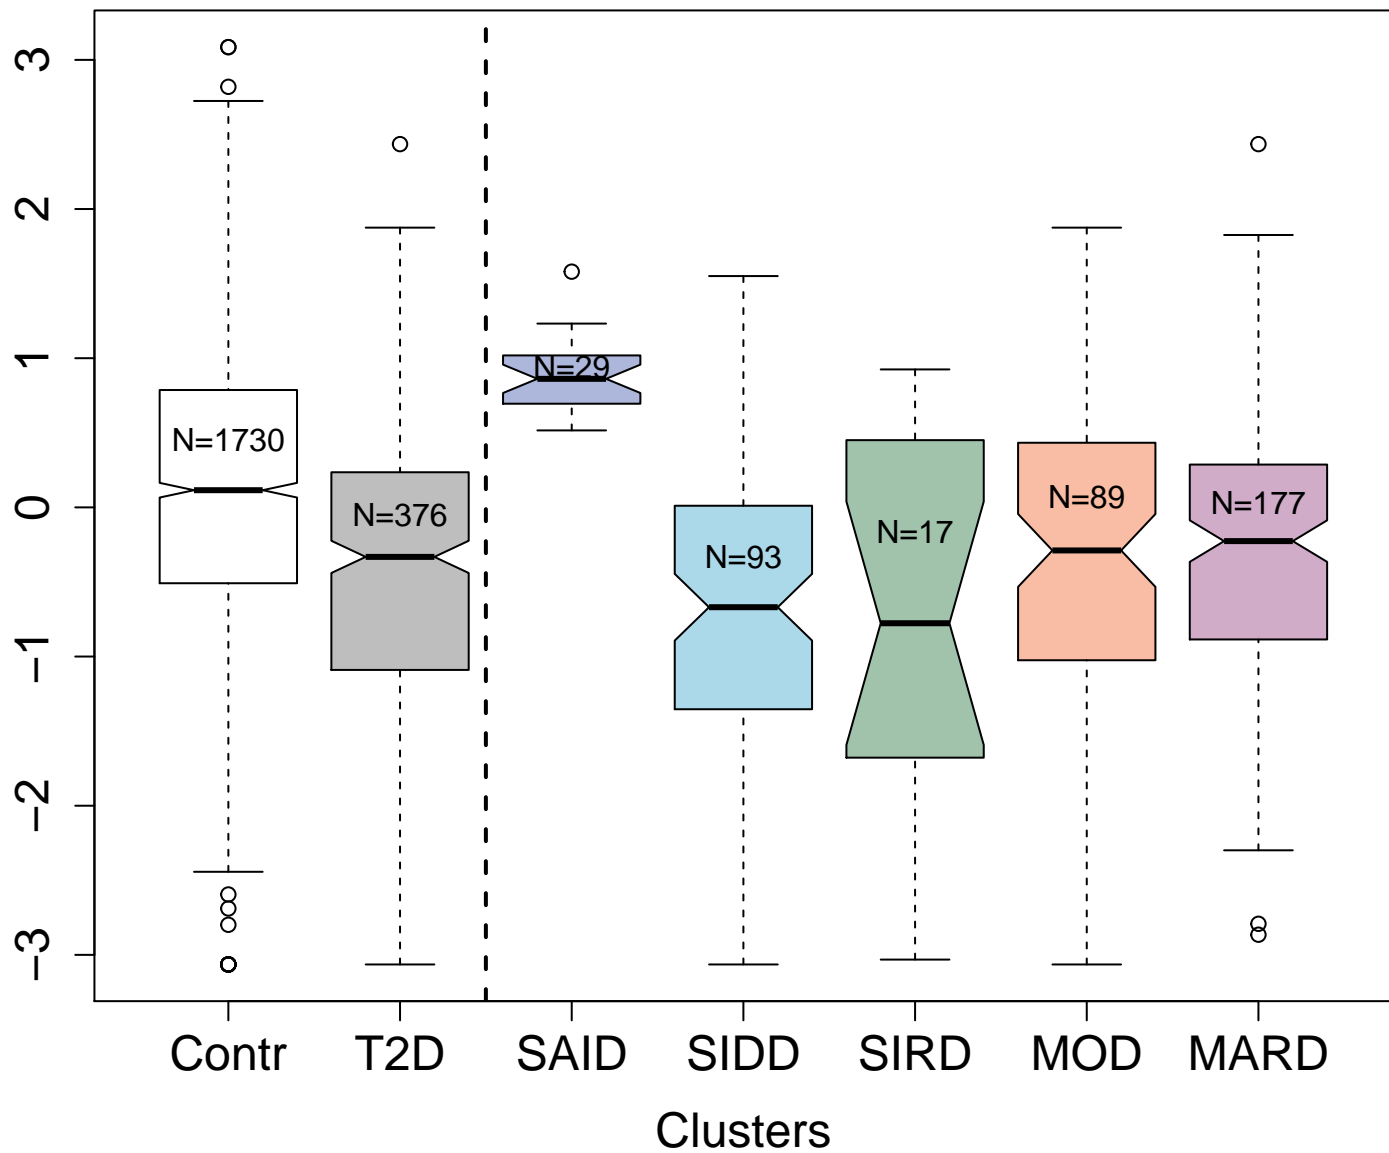 3
2
1
0
−1
−2
−3
N=1730
N=376
N=29
N=93
N=17
N=89
N=177
Contr T2D SAID SIDD SIRD MOD MARD
Clusters